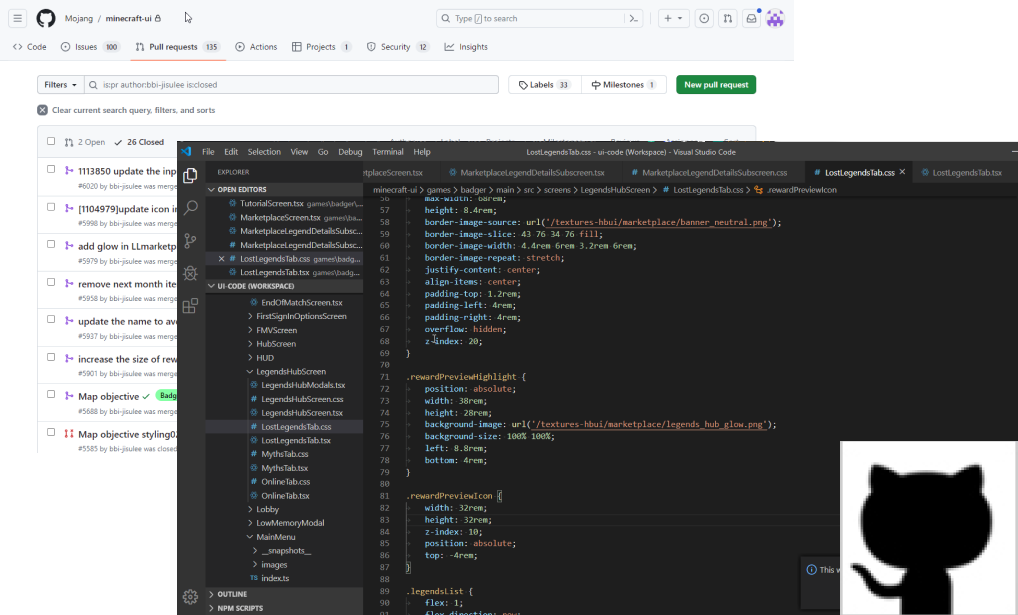 Mojang / minecraft-ui
Type / to search
Code
Issues 100
Pull requests 135
Actions
Projects 1
Security 12
Insights
Filters
is:pr author:bbi-jisulee is:closed
Labels 33
Milestones 1
New pull request
Clear current search query, filters, and sorts
2 Open
26 Closed
1113850 update the inp
#6020 by bbi-jisulee was merge
[1104979]update icon i
#5998 by bbi-jisulee was merge
add glow in LLmarketp
#5979 by bbi-jisulee was merge
remove next month ite
#5958 by bbi-jisulee was merge
update the name to av
#5937 by bbi-jisulee was merge
increase the size of rew
#5901 by bbi-jisulee was merge
Map objective
Badg
#5688 by bbi-jisulee was merge
Map objective styling02
#5585 by bbi-jisulee was closed
File Edit Selection View Go Debug Terminal Help
LostLegendsTab.css - ui-code (Workspace) - Visual Studio Code
EXPLORER
OPEN EDITORS
TutorialScreen.tsx games\badger\...
MarketplaceScreen.tsx games\ba...
MarketplaceLegendDetailsSubsc...
MarketplaceLegendDetailsSubsc...
LostLegendsTab.css games\badg...
LostLegendsTab.tsx games\badg...
UI-CODE (WORKSPACE)
EndOfMatchScreen.tsx
FirstSignInOptionsScreen
FMVScreen
HubScreen
HUD
LegendsHubScreen
LegendsHubModals.tsx
LegendsHubScreen.css
LegendsHubScreen.tsx
LostLegendsTab.css
LostLegendsTab.tsx
MythsTab.css
MythsTab.tsx
OnlineTab.css
OnlineTab.tsx
Lobby
LowMemoryModal
MainMenu
__snapshots__
images
TS index.ts
OUTLINE
NPM SCRIPTS
etplaceScreen.tsx
MarketplaceLegendDetailsSubscreen.tsx
# MarketplaceLegendDetailsSubscreen.css
# LostLegendsTab.css
LostLegendsTab.tsx
minecraft-ui > games > badger > main > src > screens > LegendsHubScreen > # LostLegendsTab.css > .rewardPreviewIcon
56 max-width: 68rem;
57 height: 8.4rem;
58 border-image-source: url('/textures-hbui/marketplace/banner_neutral.png');
59 border-image-slice: 43 76 34 76 fill;
60 border-image-width: 4.4rem 6rem 3.2rem 6rem;
61 border-image-repeat: stretch;
62 justify-content: center;
63 align-items: center;
64 padding-top: 1.2rem;
65 padding-left: 4rem;
66 padding-right: 4rem;
67 overflow: hidden;
68 z-index: 20;
69 }
70
71 .rewardPreviewHighlight {
72 position: absolute;
73 width: 38rem;
74 height: 28rem;
75 background-image: url('/textures-hbui/marketplace/legends_hub_glow.png');
76 background-size: 100% 100%;
77 left: 8.8rem;
78 bottom: 4rem;
79 }
80
81 .rewardPreviewIcon {
82 width: 32rem;
83 height: 32rem;
84 z-index: 10;
85 position: absolute;
86 top: -4rem;
87 }
88
89 .legendsList {
90 flex: 1;
91 flex-direction: row;
This w